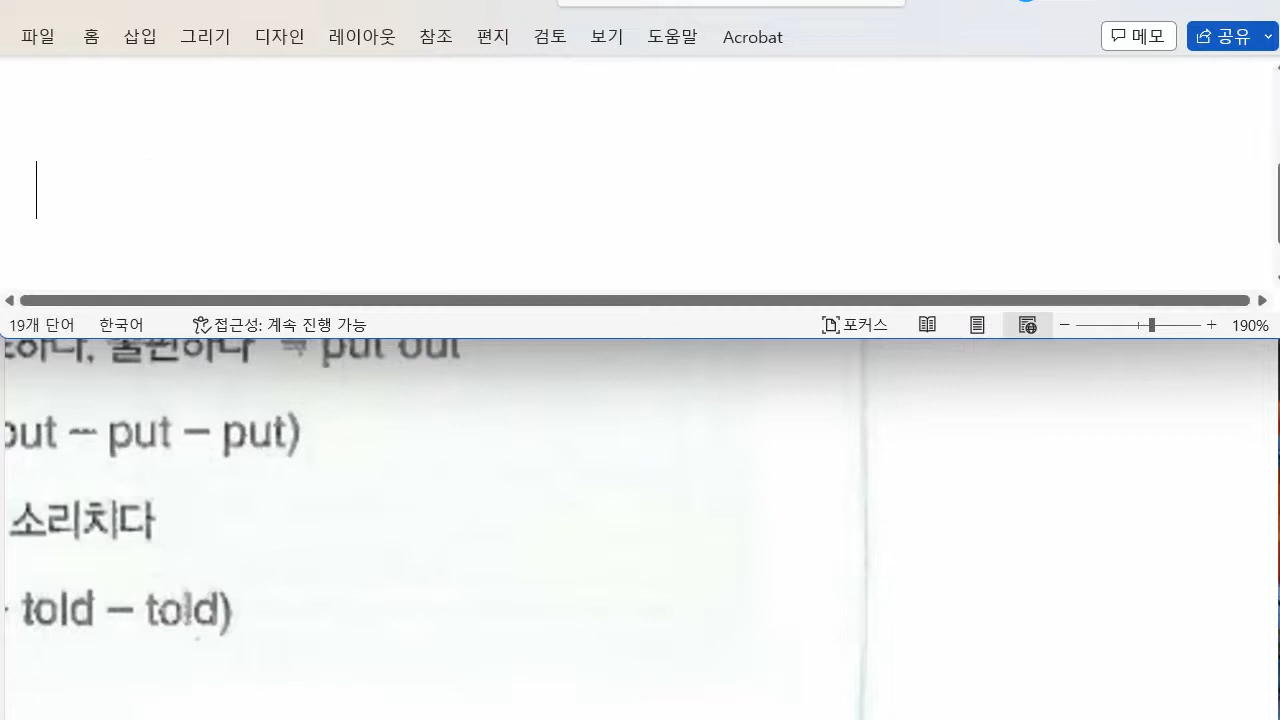 파일 홈 삽입 그리기 디자인 레이아웃 참조 편지 검토 보기 도움말 Acrobat 메모 공유
19개 단어 한국어 접근성: 계속 진행 가능 포커스 190%
put out
put – put)
소리치다
told – told)